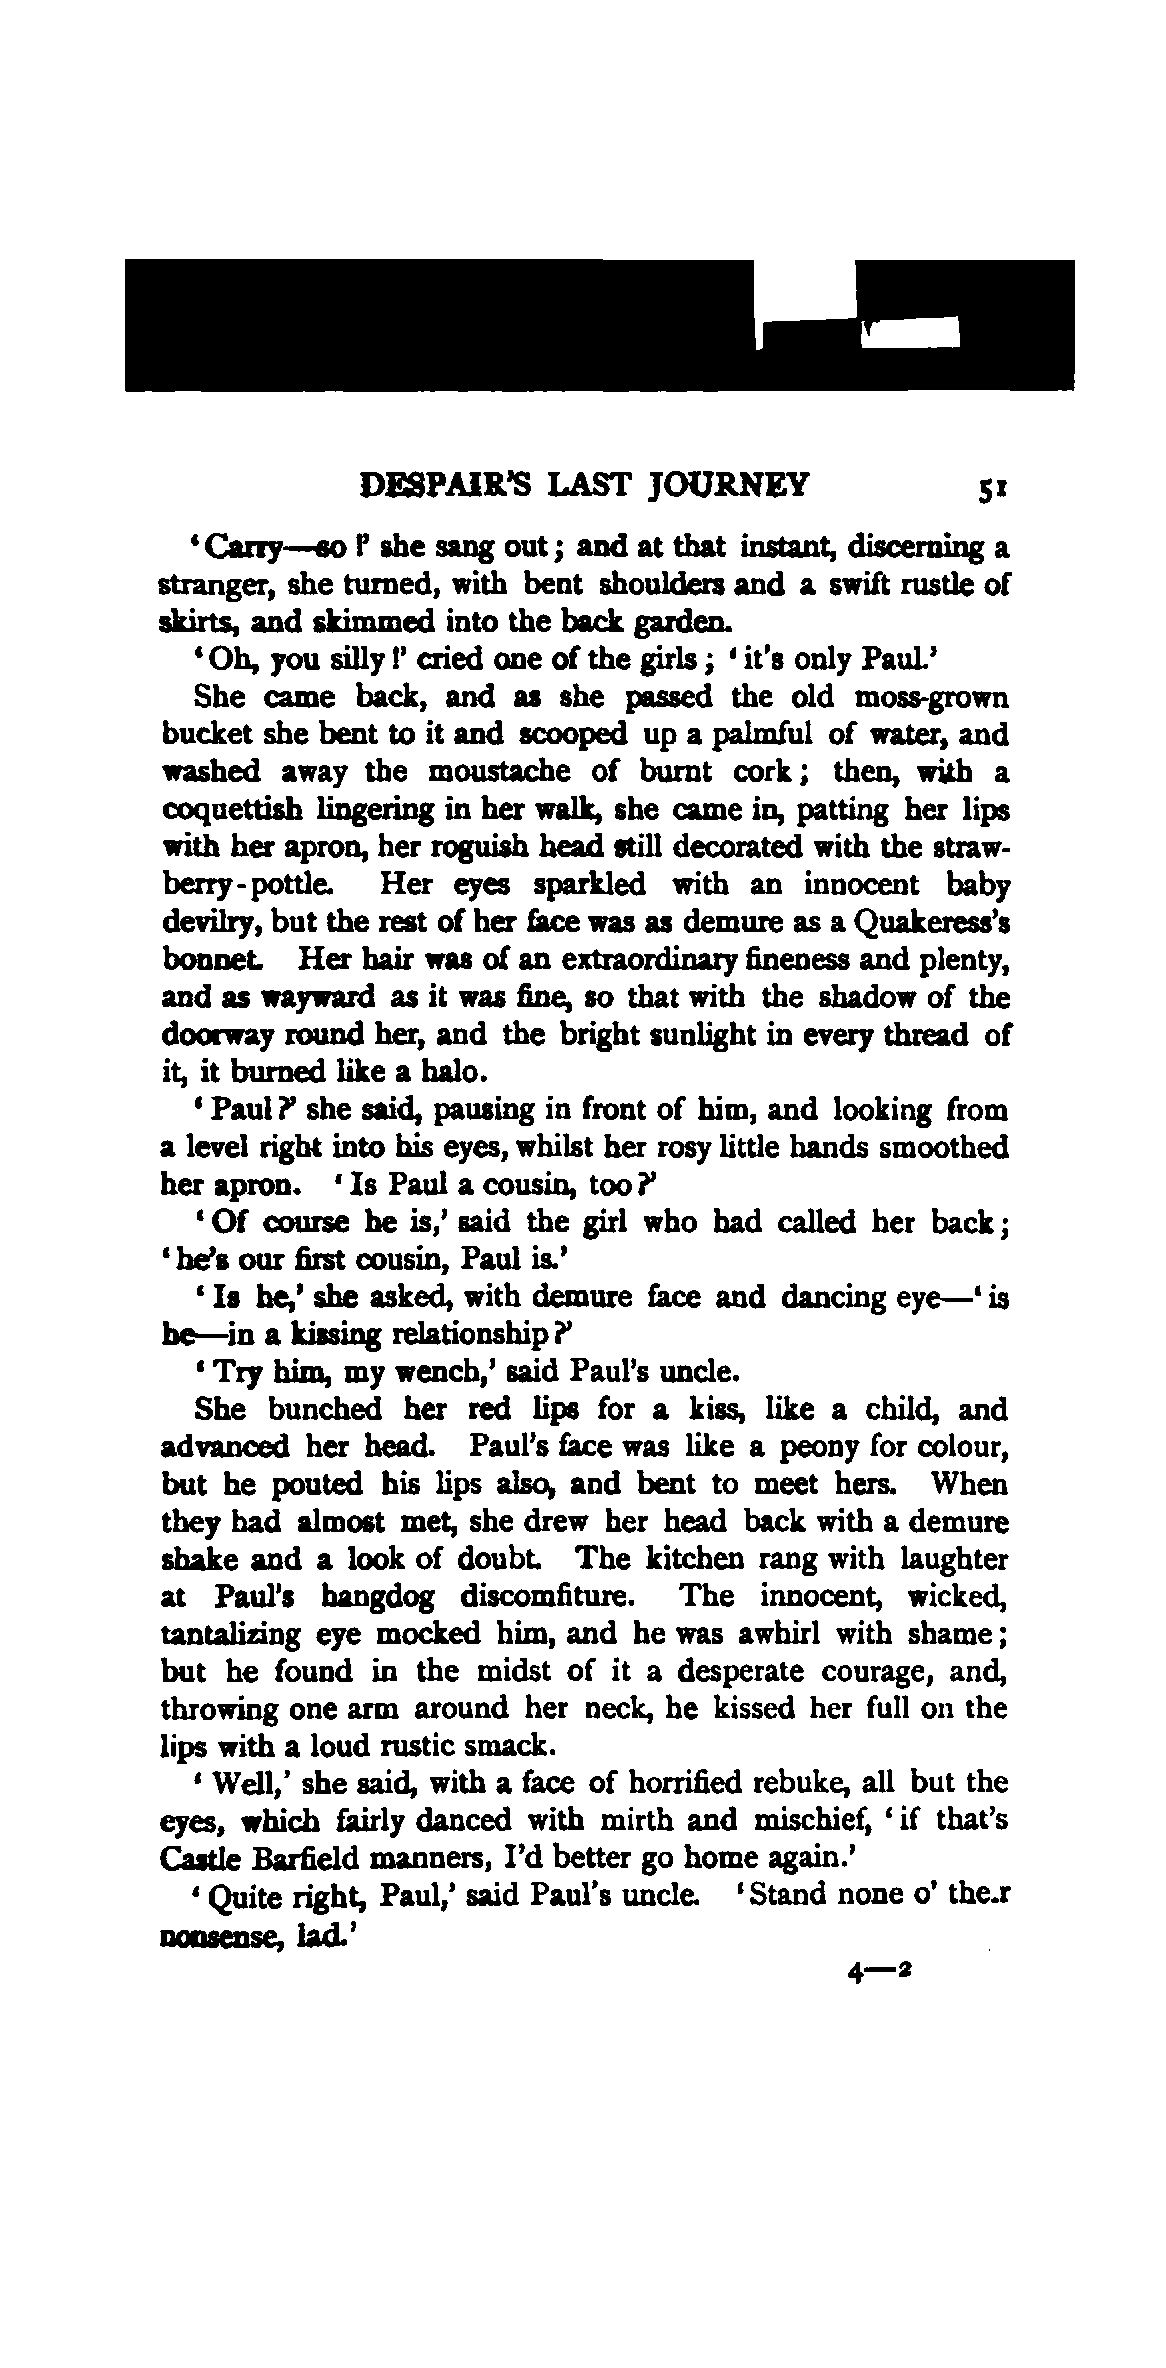 DESPAIR'S LAST JOURNEY 51
‘Carry—so !’ she sang out ; and at that instant, discerning a
stranger, she turned, with bent shoulders and a swift rustle of
skirts, and skimmed into the back garden.
‘Oh, you silly !’ cried one of the girls ; ‘it's only Paul.’
She came back, and as she passed the old moss-grown
bucket she bent to it and scooped up a palmful of water, and
washed away the moustache of burnt cork ; then, with a
coquettish lingering in her walk, she came in, patting her lips
with her apron, her roguish head still decorated with the straw-
berry-pottle. Her eyes sparkled with an innocent baby
devilry, but the rest of her face was as demure as a Quakeress's
bonnet. Her hair was of an extraordinary fineness and plenty,
and as wayward as it was fine, so that with the shadow of the
doorway round her, and the bright sunlight in every thread of
it, it burned like a halo.
‘Paul ?’ she said, pausing in front of him, and looking from
a level right into his eyes, whilst her rosy little hands smoothed
her apron. ‘Is Paul a cousin, too ?’
‘Of course he is,’ said the girl who had called her back ;
‘he's our first cousin, Paul is.’
‘Is he,’ she asked, with demure face and dancing eye—‘is
he—in a kissing relationship ?’
‘Try him, my wench,’ said Paul's uncle.
She bunched her red lips for a kiss, like a child, and
advanced her head. Paul's face was like a peony for colour,
but he pouted his lips also, and bent to meet hers. When
they had almost met, she drew her head back with a demure
shake and a look of doubt. The kitchen rang with laughter
at Paul's hangdog discomfiture. The innocent, wicked,
tantalizing eye mocked him, and he was awhirl with shame ;
but he found in the midst of it a desperate courage, and,
throwing one arm around her neck, he kissed her full on the
lips with a loud rustic smack.
‘Well,’ she said, with a face of horrified rebuke, all but the
eyes, which fairly danced with mirth and mischief, ‘if that's
Castle Barfield manners, I'd better go home again.’
‘Quite right, Paul,’ said Paul's uncle. ‘Stand none o' the.r
nonsense, lad.’
4—2